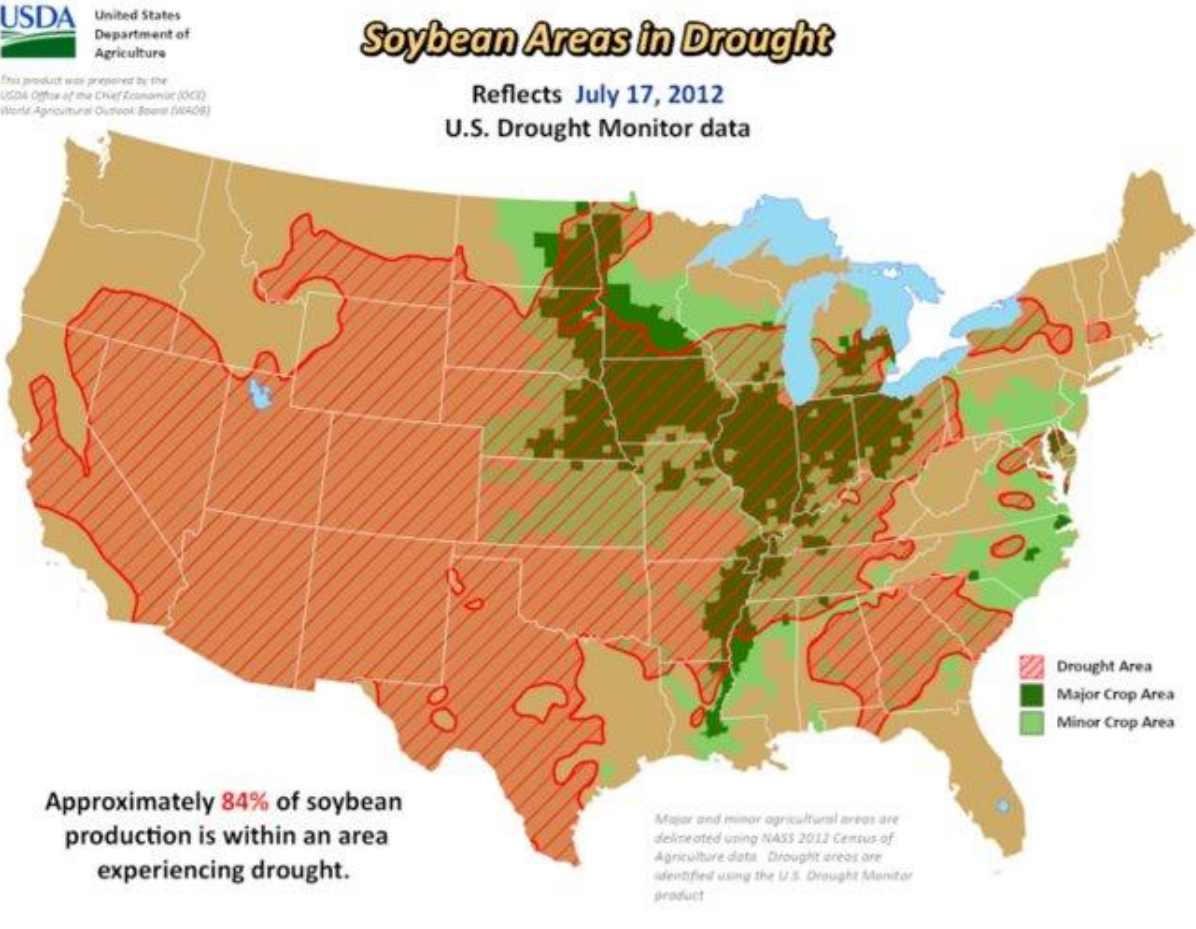 USDA
United States
Department of
Agriculture
This product was prepared by the
USDA Office of the Chief Economist (OCE)
World Agricultural Outlook Board (WAOB)
Soybean Areas in Drought
Reflects July 17, 2012
U.S. Drought Monitor data
Drought Area
Major Crop Area
Minor Crop Area
Approximately 84% of soybean
production is within an area
experiencing drought.
Major and minor agricultural areas are
delineated using NASS 2012 Census of
Agriculture data. Drought areas are
identified using the U.S. Drought Monitor
product